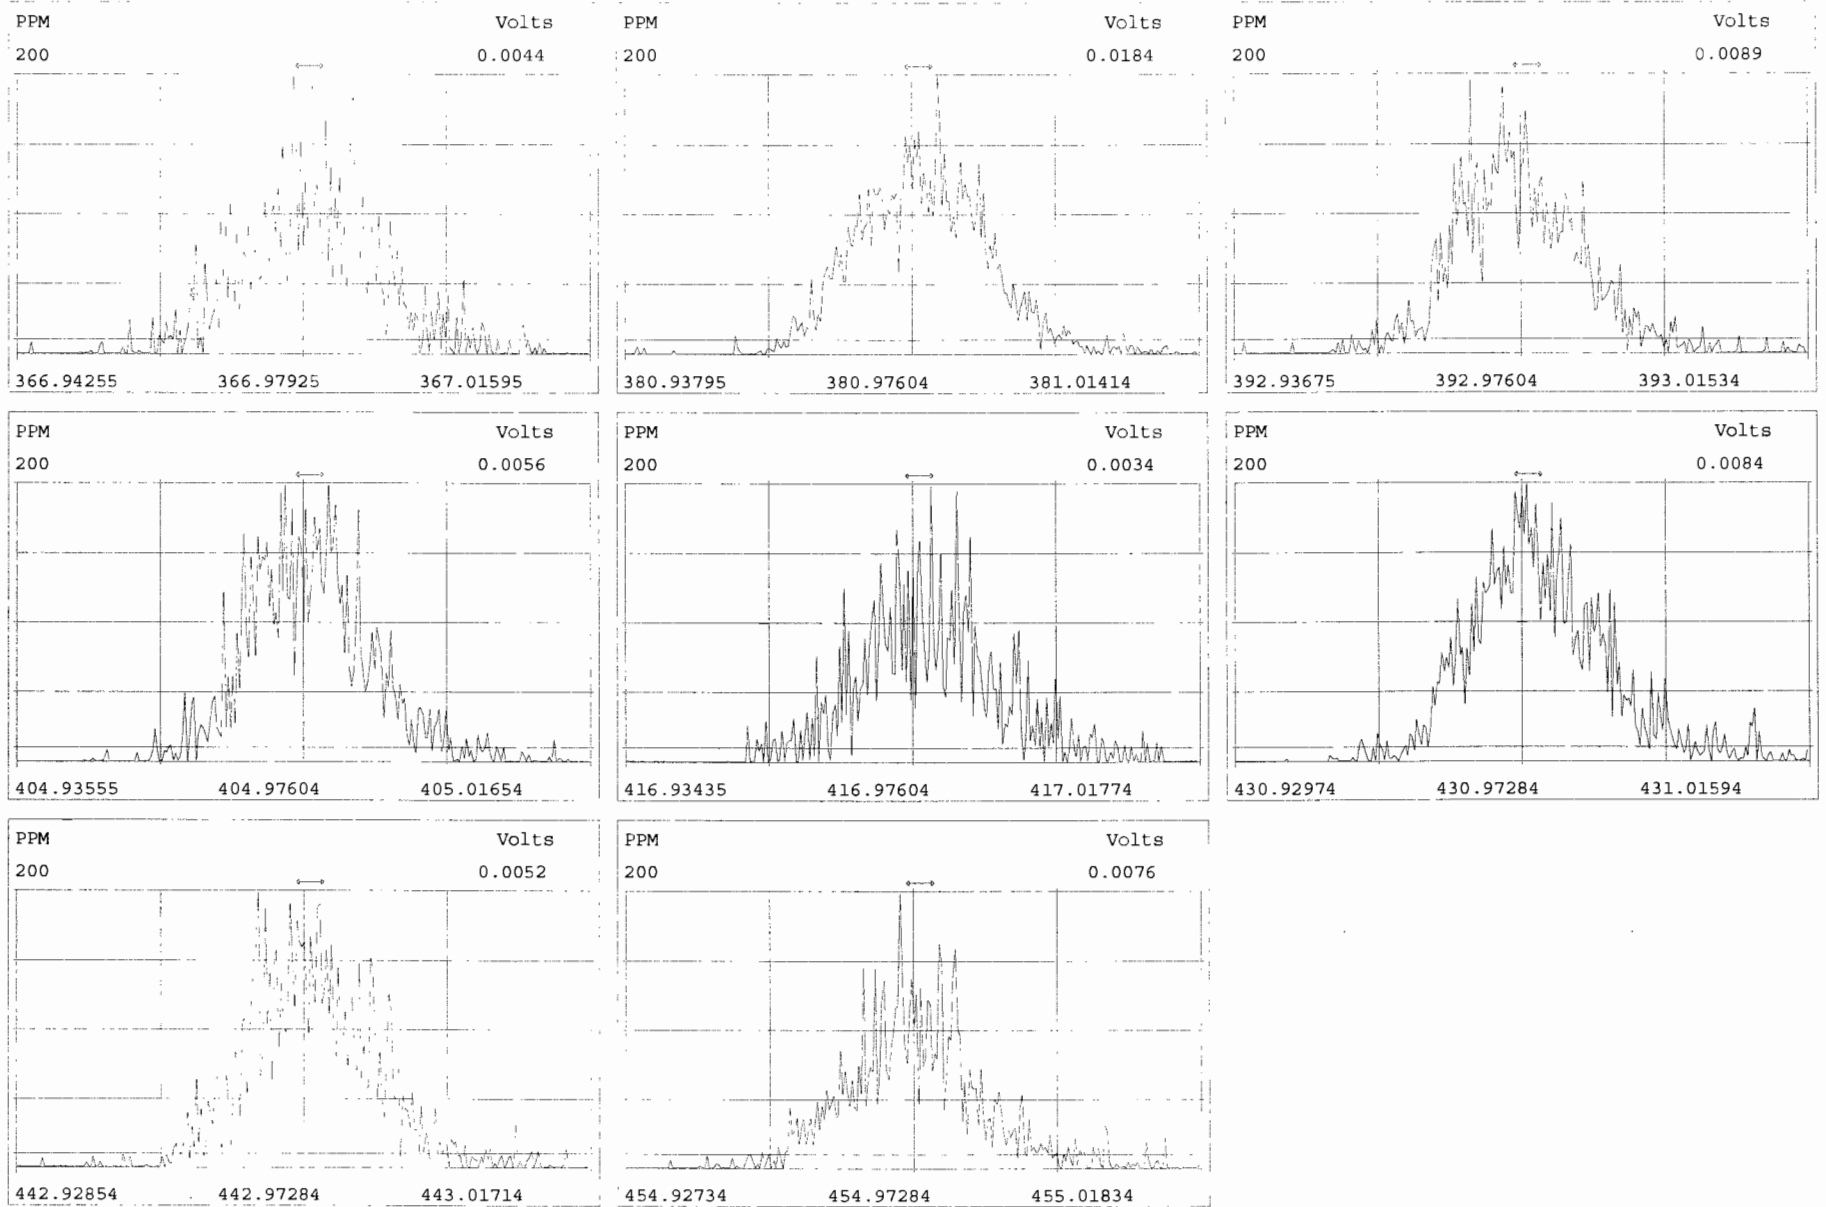 PPM Volts
200 0.0044
366.94255 366.97925 367.01595
PPM Volts
200 0.0184
380.93795 380.97604 381.01414
PPM Volts
200 0.0089
392.93675 392.97604 393.01534
PPM Volts
200 0.0056
404.93555 404.97604 405.01654
PPM Volts
200 0.0034
416.93435 416.97604 417.01774
PPM Volts
200 0.0084
430.92974 430.97284 431.01594
PPM Volts
200 0.0052
442.92854 442.97284 443.01714
PPM Volts
200 0.0076
454.92734 454.97284 455.01834